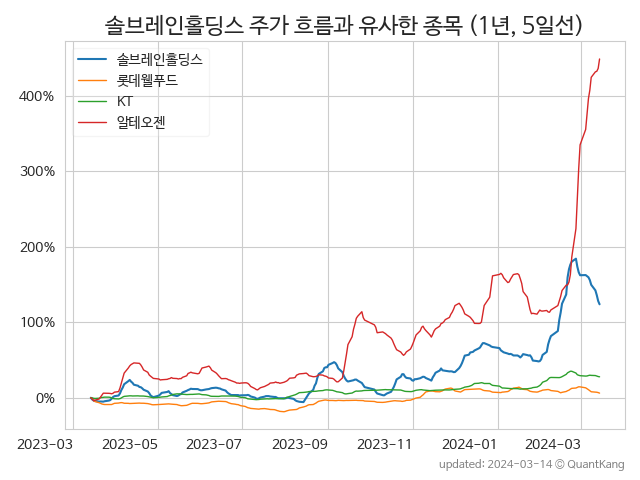 솔브레인홀딩스 주가 흐름과 유사한 종목 (1년, 5일선)
솔브레인홀딩스
롯데웰푸드
KT
알테오젠
400%
300%
200%
100%
0%
2023-03 2023-05 2023-07 2023-09 2023-11 2024-01 2024-03
updated: 2024-03-14 © QuantKang